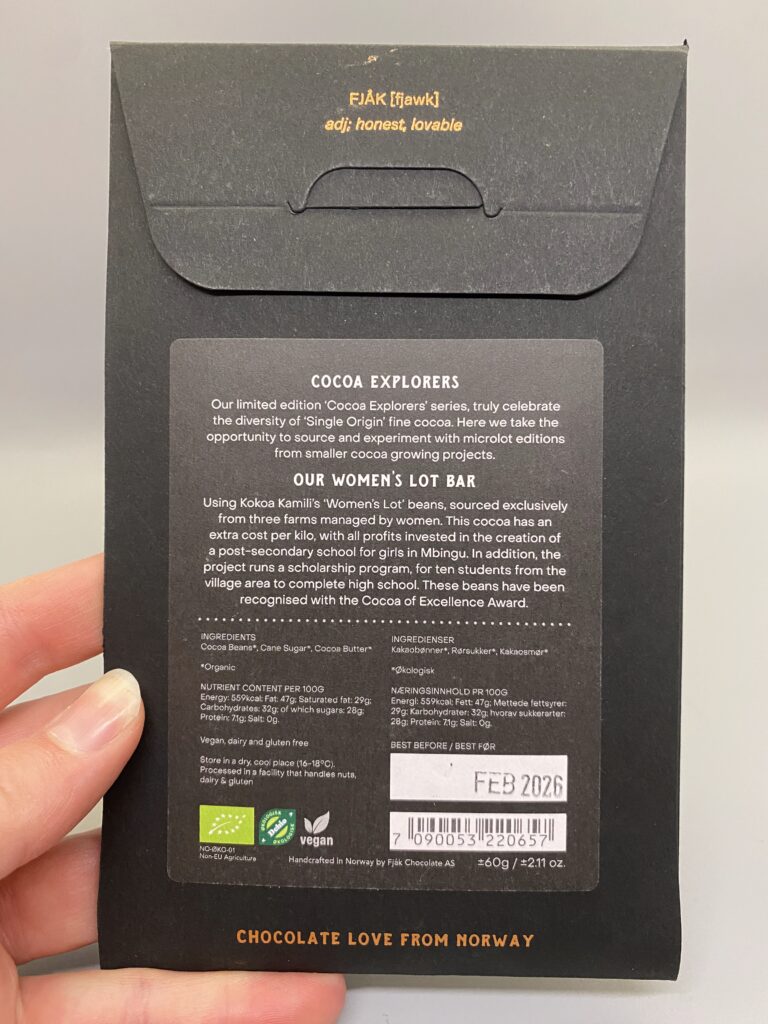 FJÅK [fjawk]
adj; honest, lovable
COCOA EXPLORERS
Our limited edition 'Cocoa Explorers' series, truly celebrate
the diversity of 'Single Origin' fine cocoa. Here we take the
opportunity to source and experiment with microlot editions
from smaller cocoa growing projects.
OUR WOMEN'S LOT BAR
Using Kokoa Kamili's 'Women's Lot' beans, sourced exclusively
from three farms managed by women. This cocoa has an
extra cost per kilo, with all profits invested in the creation of
a post-secondary school for girls in Mbingu. In addition, the
project runs a scholarship program, for ten students from the
village area to complete high school. These beans have been
recognised with the Cocoa of Excellence Award.
INGREDIENTS
Cocoa Beans*, Cane Sugar*, Cocoa Butter*
*Organic
NUTRIENT CONTENT PER 100G
Energy: 559kcal; Fat: 47g; Saturated fat: 29g;
Carbohydrates: 32g; of which sugars: 28g;
Protein: 7.1g; Salt: 0g.
Vegan, dairy and gluten free
Store in a dry, cool place (16-18°C).
Processed in a facility that handles nuts,
dairy & gluten
INGREDIENSER
Kakaobønner*, Rørsukker*, Kakaosmør*
*Økologisk
NÆRINGSINNHOLD PR 100G
Energi: 559kcal; Fett: 47g; Mettede fettsyrer:
29g; Karbohydrater: 32g; hvorav sukkerarter:
28g; Protein: 7.1g; Salt: 0g.
BEST BEFORE / BEST FØR
FEB 2026
ØKOLOGISK
Debio
ØKOLOGISK
vegan
7 090053 220657
NO-ØKO-01
Non-EU Agriculture
Handcrafted in Norway by Fjåk Chocolate AS
±60g / ±2.11 oz.
CHOCOLATE LOVE FROM NORWAY